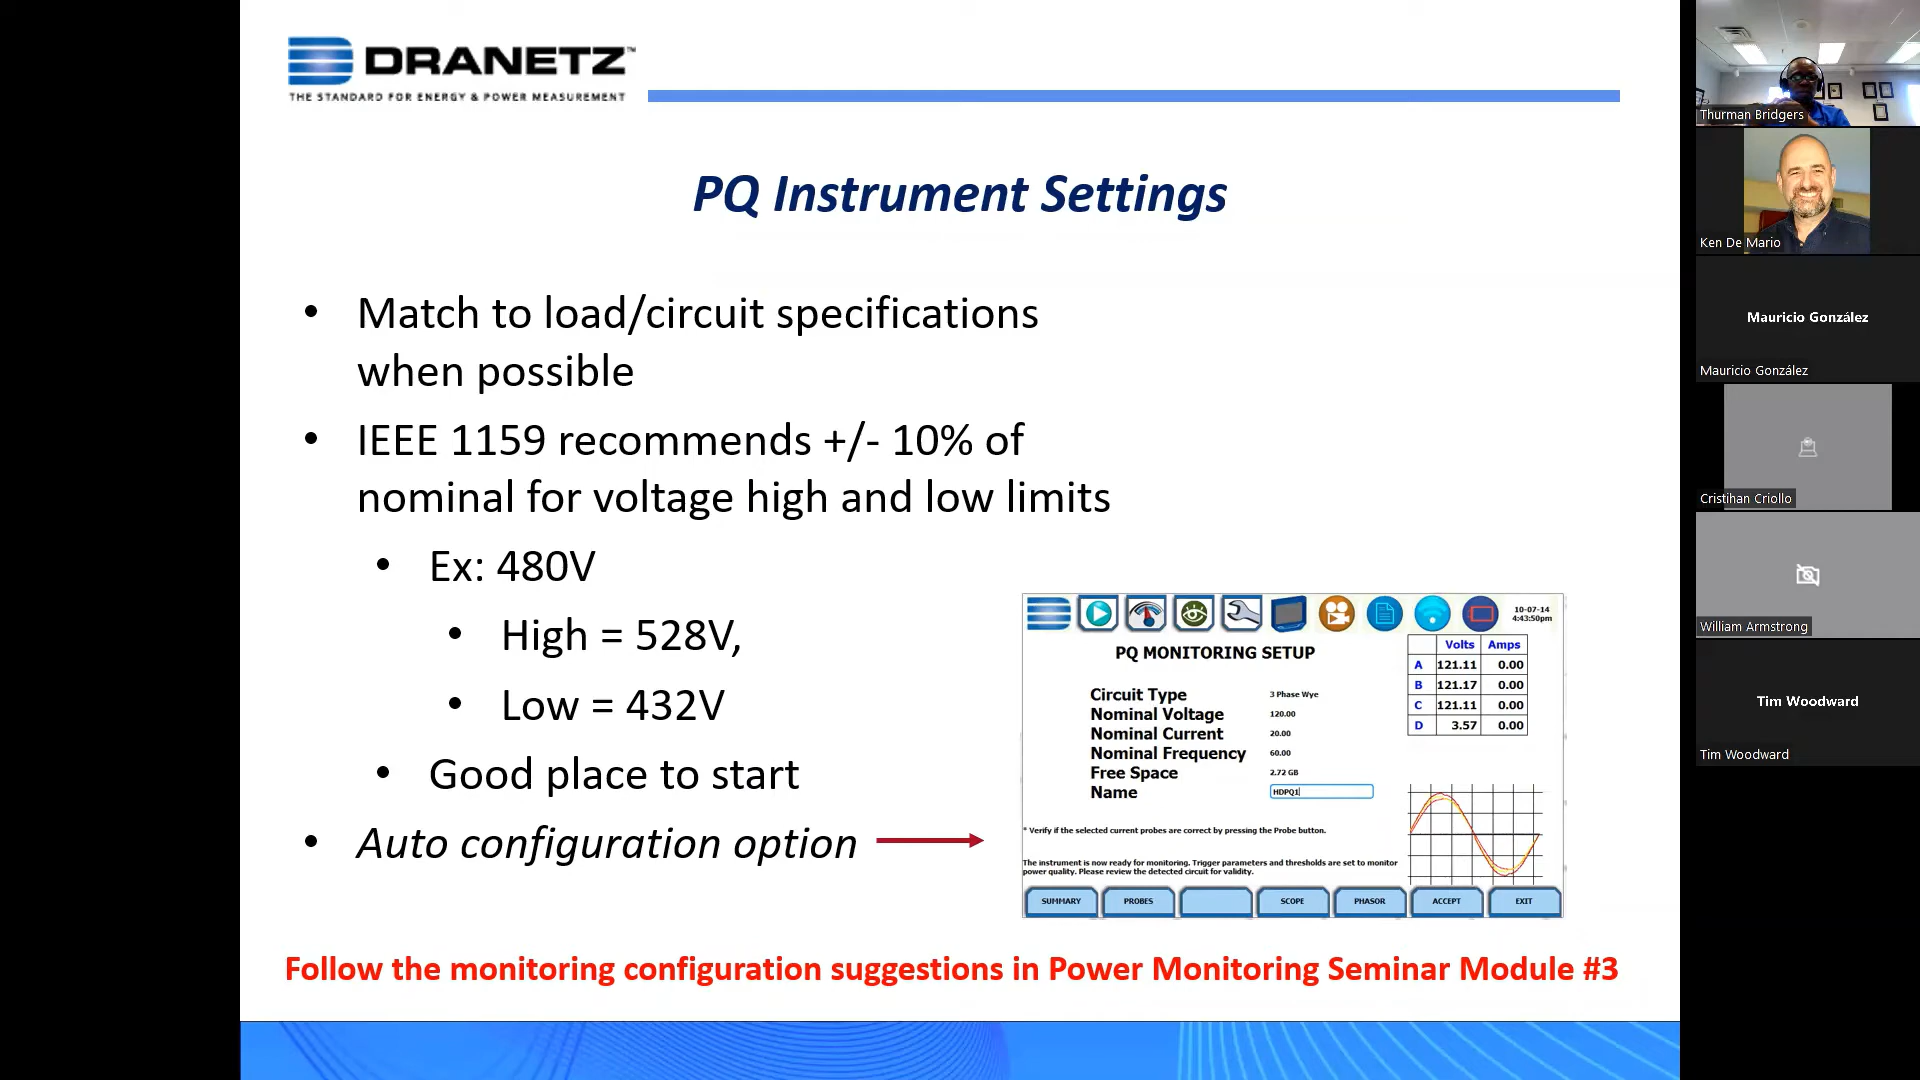 DRANETZ™
THE STANDARD FOR ENERGY & POWER MEASUREMENT
PQ Instrument Settings
• Match to load/circuit specifications
when possible
• IEEE 1159 recommends +/- 10% of
nominal for voltage high and low limits
• Ex: 480V
• High = 528V,
• Low = 432V
• Good place to start
• Auto configuration option
10-07-14
4:43:50pm
PQ MONITORING SETUP
Volts Amps
A 121.11 0.00
B 121.17 0.00
C 121.11 0.00
D 3.57 0.00
Circuit Type 3 Phase Wye
Nominal Voltage 120.00
Nominal Current 20.00
Nominal Frequency 60.00
Free Space 2.72 GB
Name HDPQ1
* Verify if the selected current probes are correct by pressing the Probe button.
The instrument is now ready for monitoring. Trigger parameters and thresholds are set to monitor
power quality. Please review the detected circuit for validity.
SUMMARY PROBES SCOPE PHASOR ACCEPT EXIT
Follow the monitoring configuration suggestions in Power Monitoring Seminar Module #3
Thurman Bridgers
Ken De Mario
Mauricio González
Mauricio González
Cristihan Criollo
William Armstrong
Tim Woodward
Tim Woodward